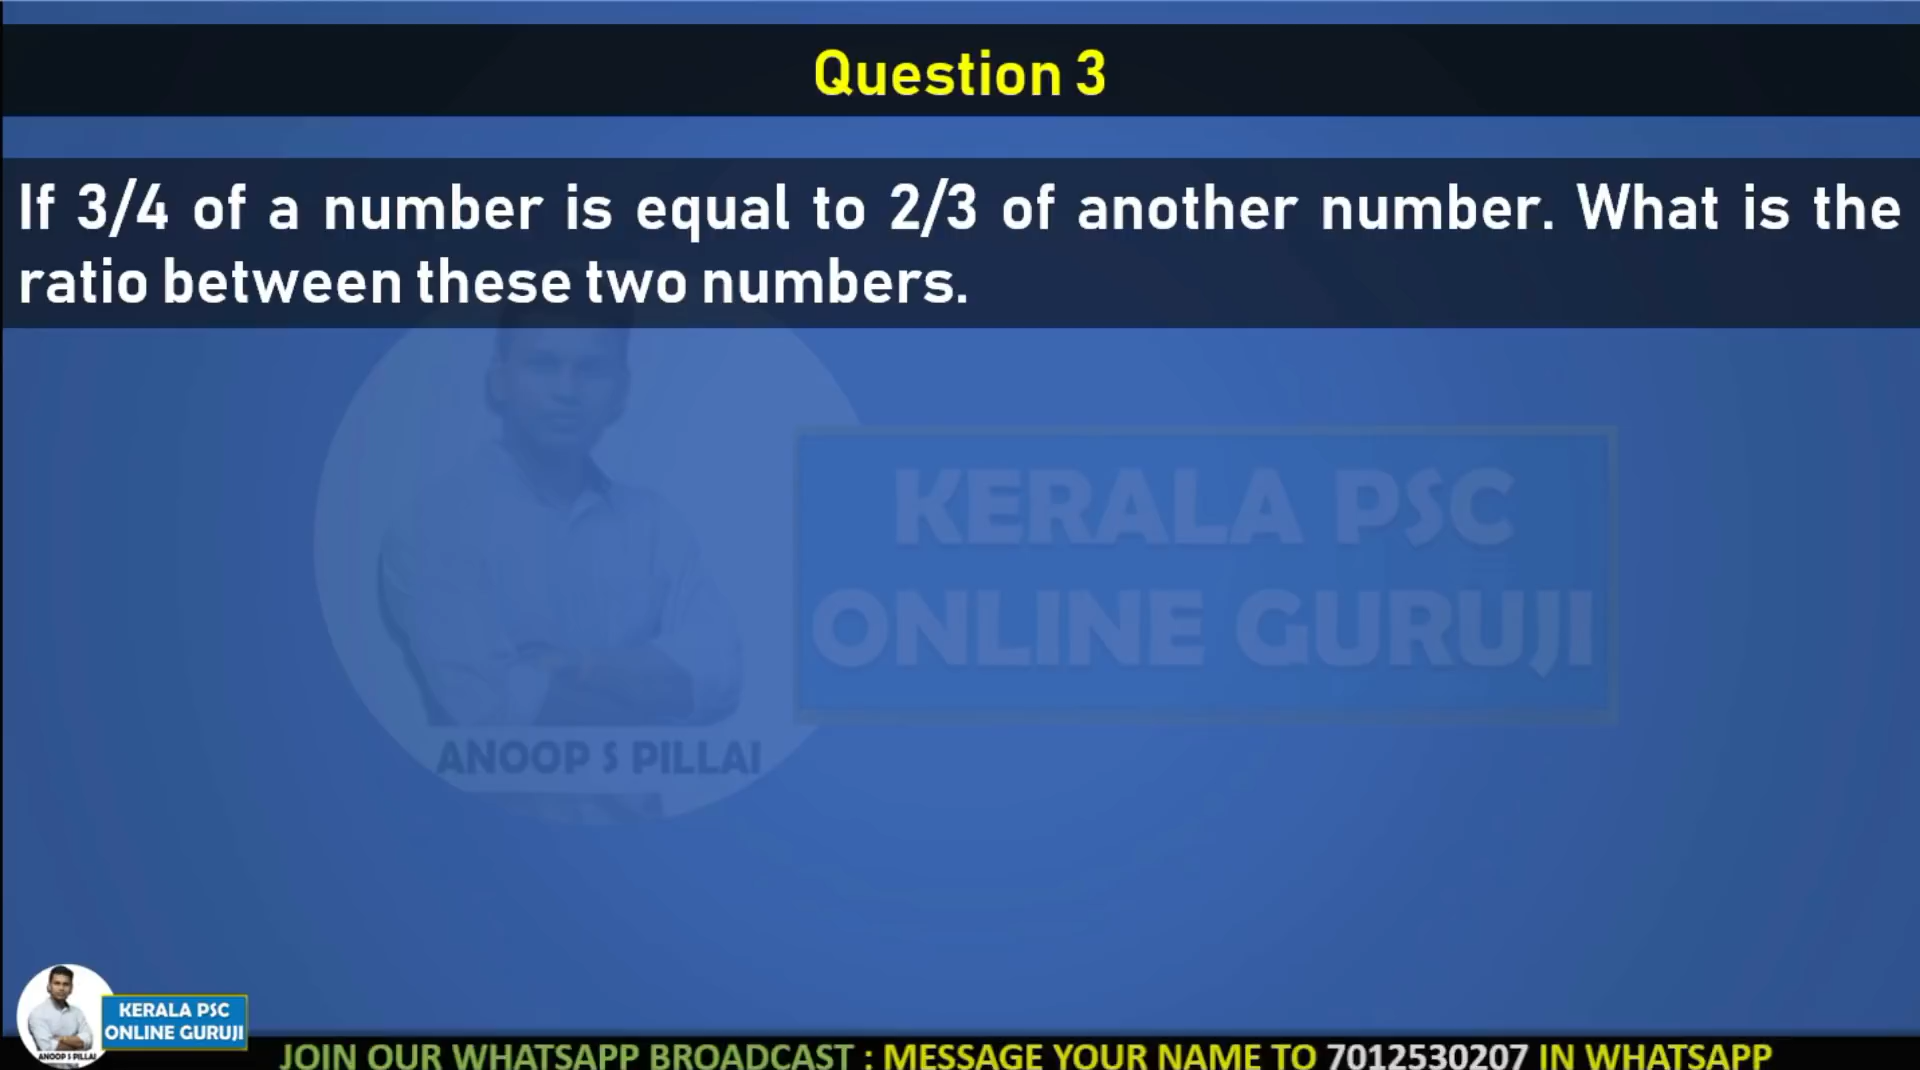 Question 3
If 3/4 of a number is equal to 2/3 of another number. What is the
ratio between these two numbers.
KERALA PSC
ONLINE GURUJI
ANOOP S PILLAI
KERALA PSC
ONLINE GURUJI
ANOOP S PILLAI
JOIN OUR WHATSAPP BROADCAST : MESSAGE YOUR NAME TO 7012530207 IN WHATSAPP